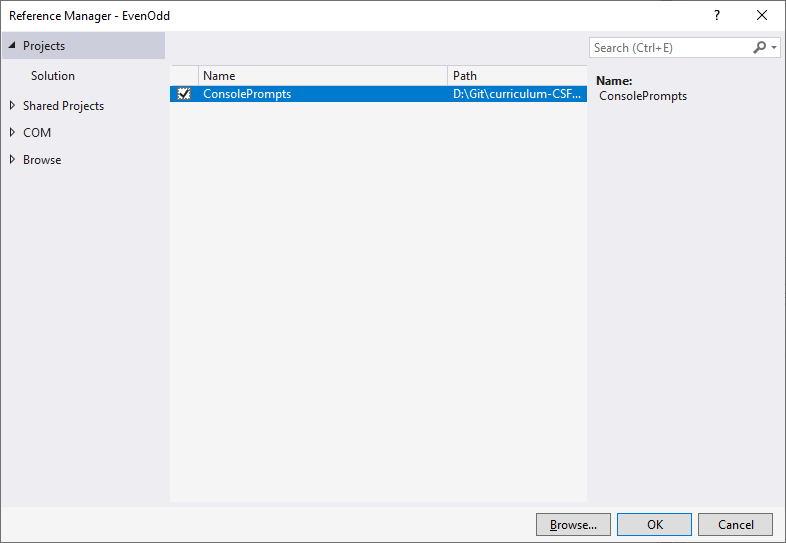 Reference Manager - EvenOdd
?
Projects
Solution
Shared Projects
COM
Browse
Search (Ctrl+E)
Name Path
ConsolePrompts D:\Git\curriculum-CSF...
Name:
ConsolePrompts
Browse... OK Cancel